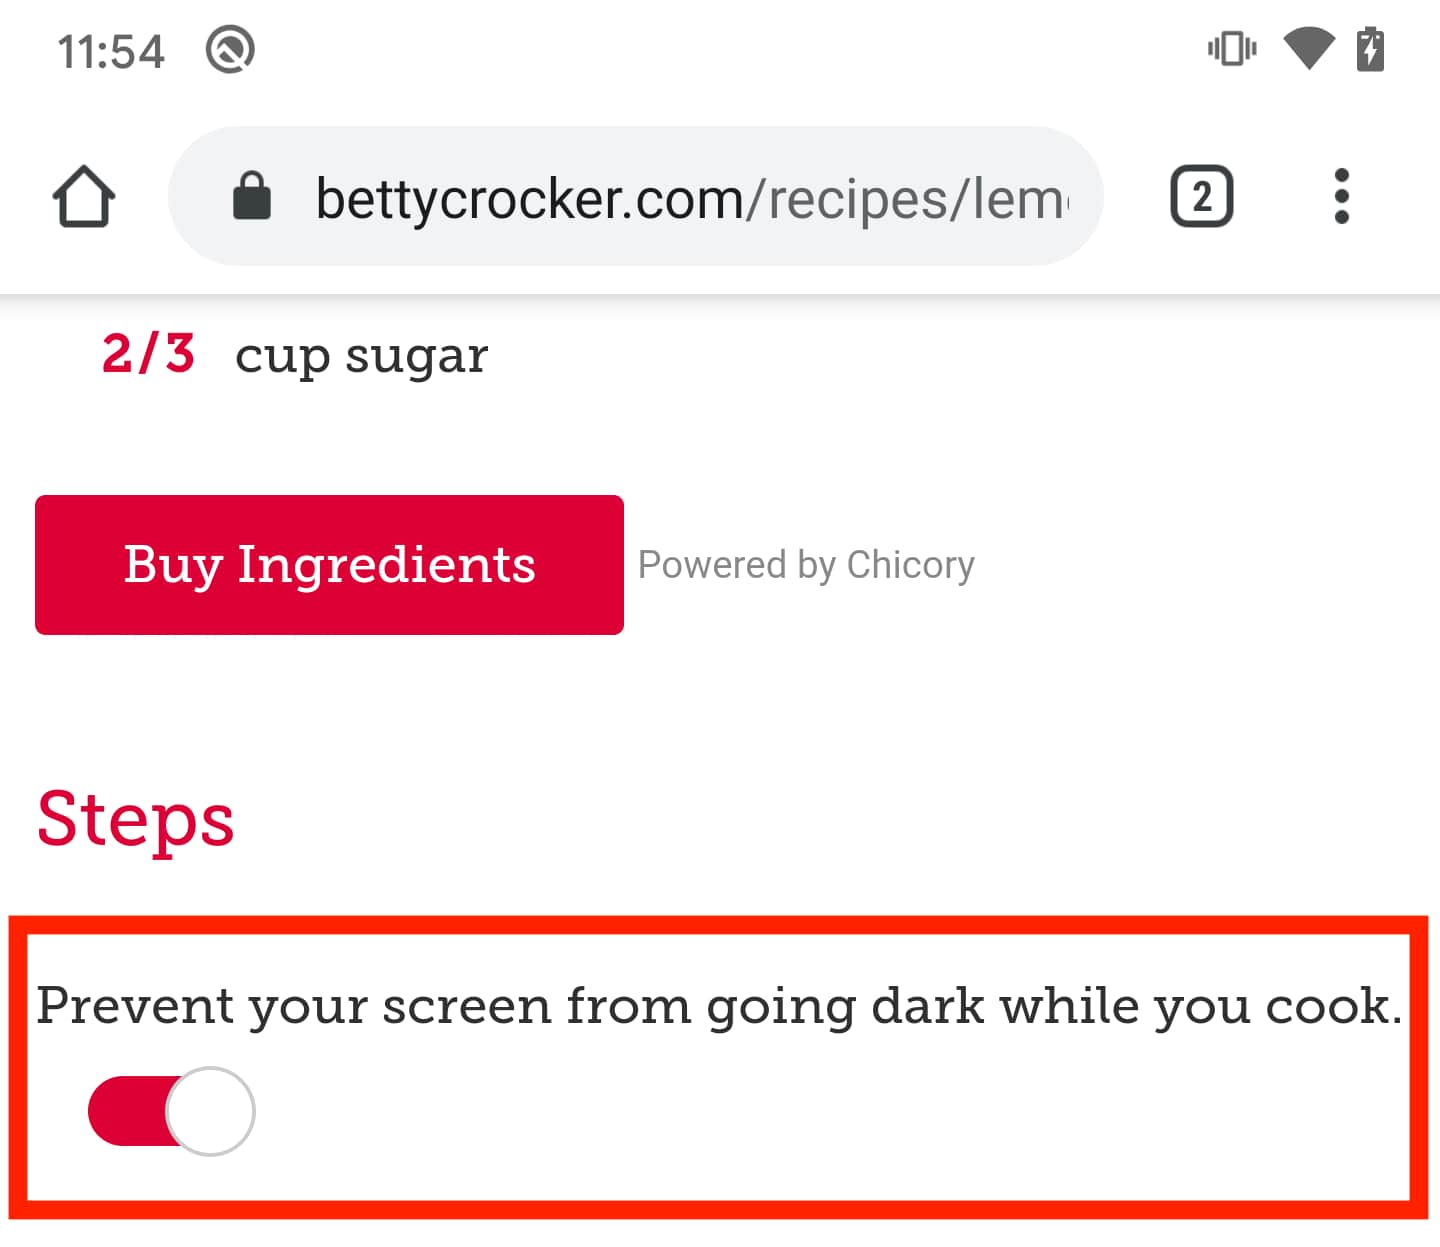 11:54
bettycrocker.com/recipes/lem
2
2/3 cup sugar
Buy Ingredients
Powered by Chicory
Steps
Prevent your screen from going dark while you cook.